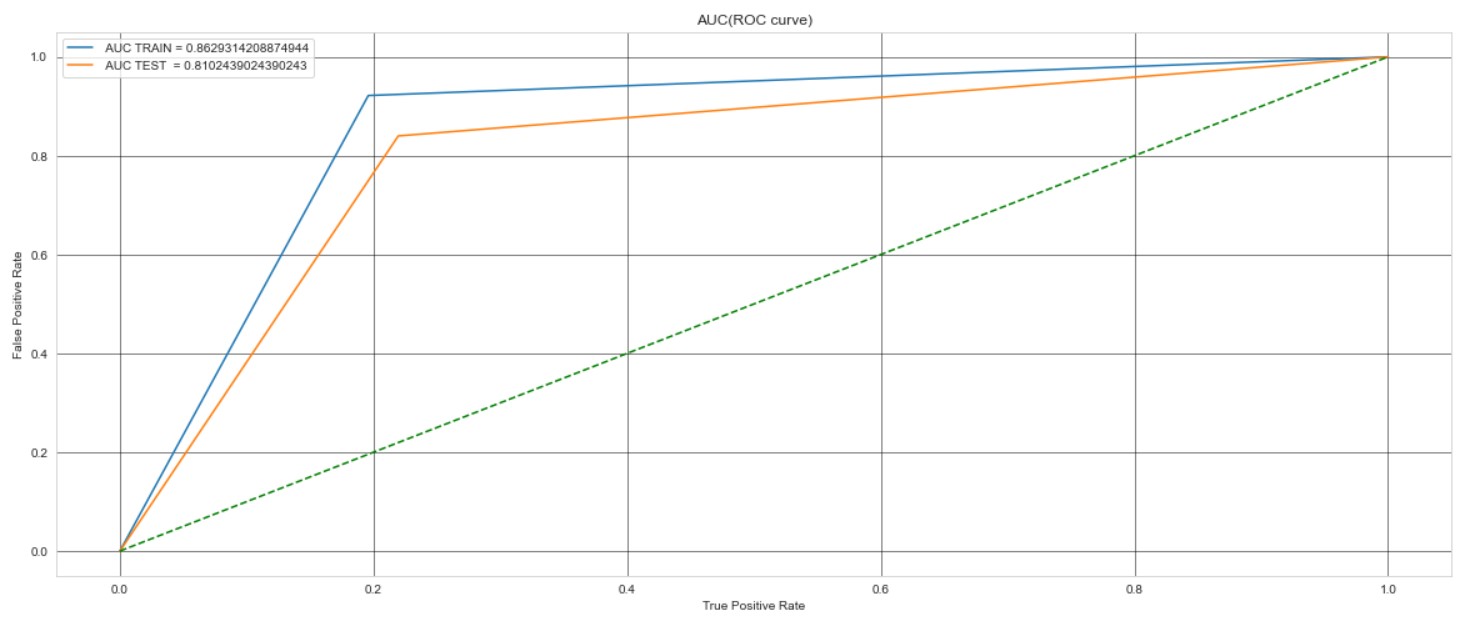 AUC(ROC curve)
AUC TRAIN = 0.8629314208874944
AUC TEST = 0.8102439024390243
1.0
0.8
0.6
0.4
0.2
0.0
False Positive Rate
0.0 0.2 0.4 0.6 0.8 1.0
True Positive Rate